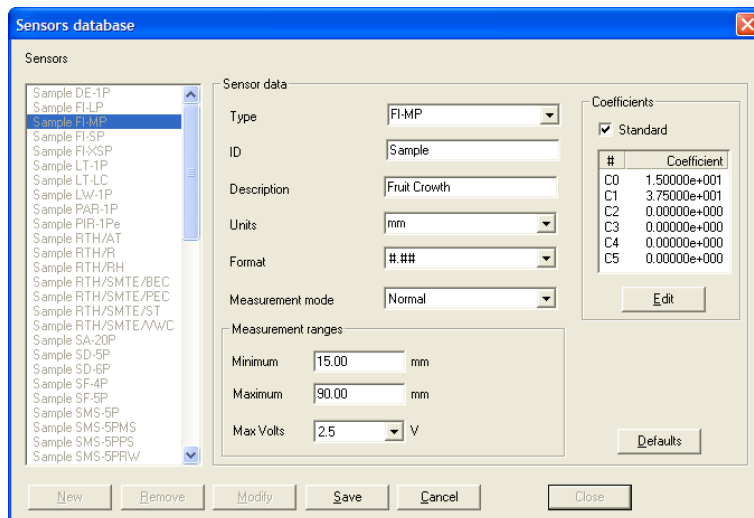 Sensors database
Sensors
Sample DE-1P
Sample FI-LP
Sample FI-MP
Sample FI-SP
Sample FI-XSP
Sample LT-1P
Sample LT-LC
Sample LW-1P
Sample PAR-1P
Sample PIR-1Pe
Sample RTH/AT
Sample RTH/R
Sample RTH/RH
Sample RTH/SMTE/BEC
Sample RTH/SMTE/PEC
Sample RTH/SMTE/ST
Sample RTH/SMTE/VWC
Sample SA-20P
Sample SD-5P
Sample SD-6P
Sample SF-4P
Sample SF-5P
Sample SMS-5P
Sample SMS-5PMS
Sample SMS-5PPS
Sample SMS-5PRW
Sensor data
Type FI-MP
ID Sample
Description Fruit Crowth
Units mm
Format #.##
Measurement mode Normal
Measurement ranges
Minimum 15.00 mm
Maximum 90.00 mm
Max Volts 2.5 V
Coefficients
Standard
# Coefficient
C0 1.50000e+001
C1 3.75000e+001
C2 0.00000e+000
C3 0.00000e+000
C4 0.00000e+000
C5 0.00000e+000
Edit
Defaults
New Remove Modify Save Cancel Close